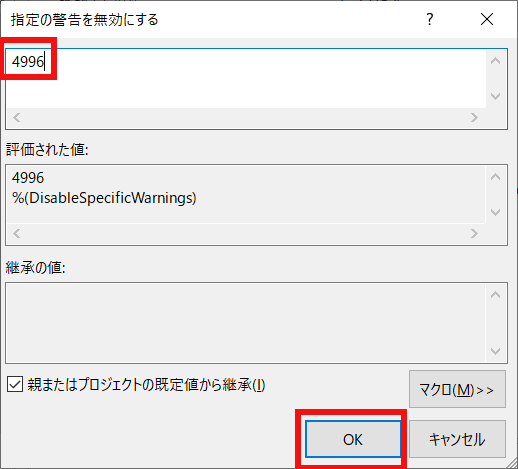 指定の警告を無効にする
4996
評価された値:
4996
%(DisableSpecificWarnings)
継承の値:
親またはプロジェクトの既定値から継承(I)
マクロ(M)>>
OK
キャンセル